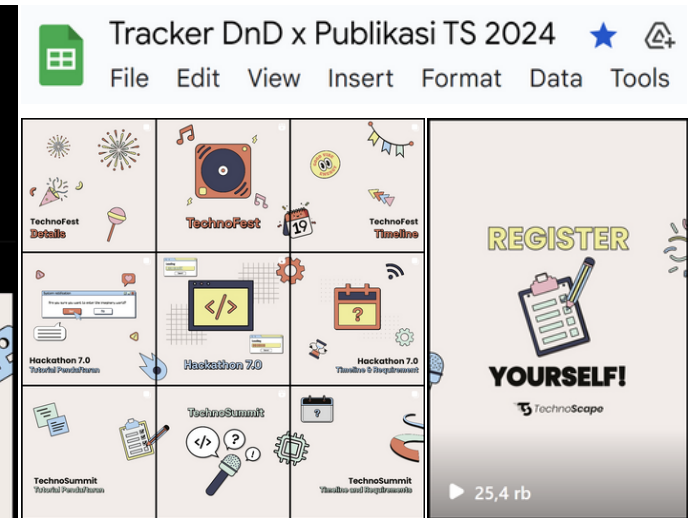 Tracker DnD x Publikasi TS 2024
File Edit View Insert Format Data Tools
TechnoFest
Details
TechnoFest
19
TechnoFest
Timeline
REGISTER
Hackathon 7.0
Tutorial Pendaftaran
</>
Hackathon 7.0
?
Hackathon 7.0
Timeline & Requirement
YOURSELF!
TechnoScape
TechnoSummit
Tutorial Pendaftaran
TechnoSummit
</>
?
!
?
TechnoSummit
Timeline and Requirements
25,4 rb